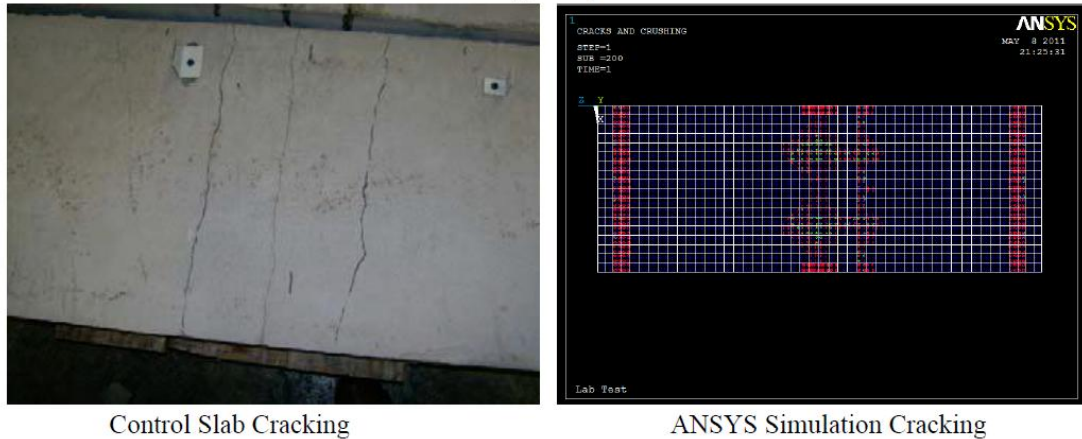 1
CRACKS AND CRUSHING
STEP=1
SUB =200
TIME=1
ANSYS
MAY 8 2011
21:25:31
Z Y
X
Lab Test
Control Slab Cracking
ANSYS Simulation Cracking